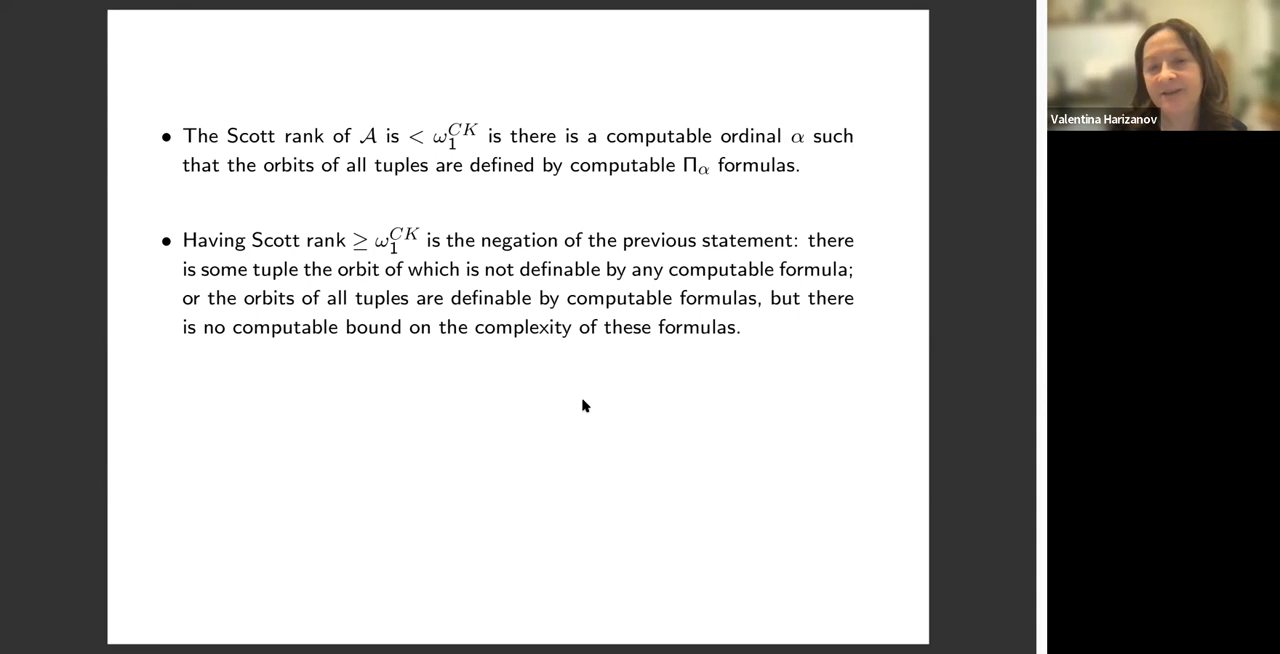 • The Scott rank of 𝒜 is < ω₁^{CK} is there is a computable ordinal α such
that the orbits of all tuples are defined by computable Π_α formulas.
• Having Scott rank ≥ ω₁^{CK} is the negation of the previous statement: there
is some tuple the orbit of which is not definable by any computable formula;
or the orbits of all tuples are definable by computable formulas, but there
is no computable bound on the complexity of these formulas.
Valentina Harizanov